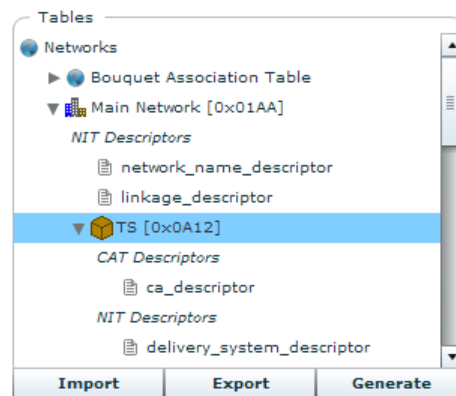 Tables
Networks
Bouquet Association Table
Main Network [0x01AA]
NIT Descriptors
network_name_descriptor
linkage_descriptor
TS [0x0A12]
CAT Descriptors
ca_descriptor
NIT Descriptors
delivery_system_descriptor
Import Export Generate